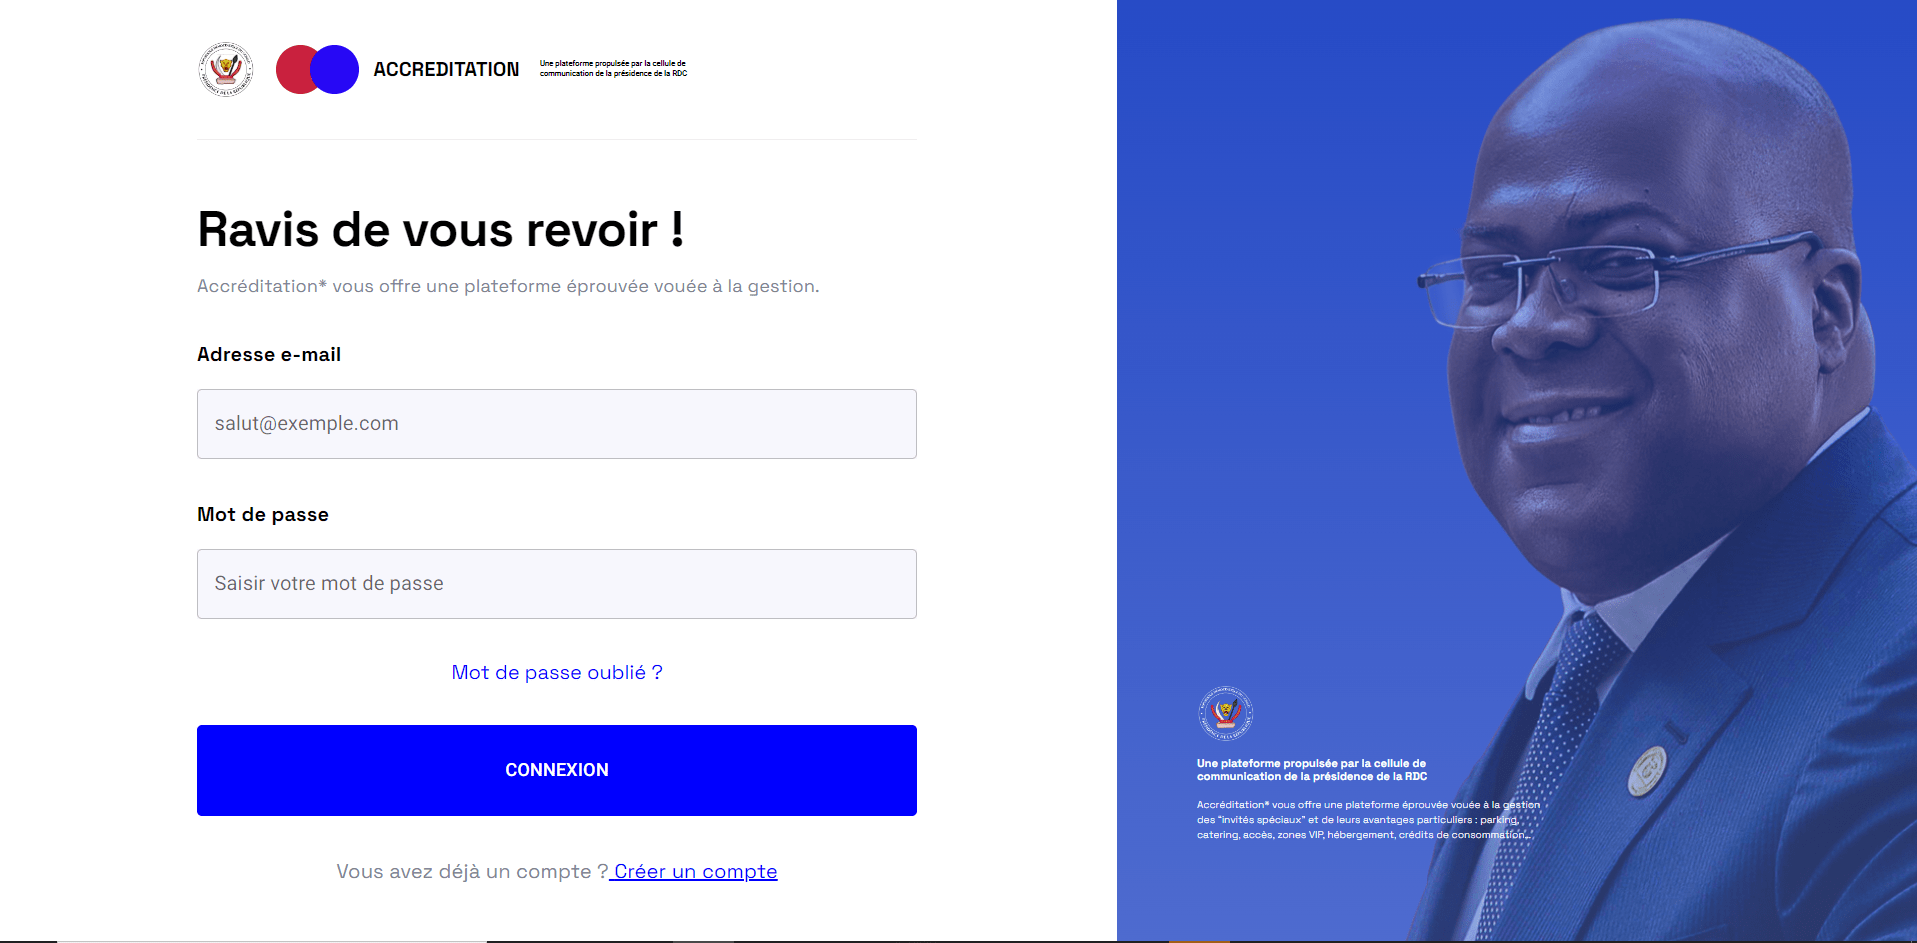 ACCREDITATION
Une plateforme propulsée par la cellule de
communication de la présidence de la RDC
Ravis de vous revoir !
Accréditation* vous offre une plateforme éprouvée vouée à la gestion.
Adresse e-mail
salut@exemple.com
Mot de passe
Saisir votre mot de passe
Mot de passe oublié ?
CONNEXION
Vous avez déjà un compte ? Créer un compte
Une plateforme propulsée par la cellule de
communication de la présidence de la RDC
Accréditation* vous offre une plateforme éprouvée vouée à la gestion
des “invités spéciaux” et de leurs avantages particuliers : parking,
catering, accès, zones VIP, hébergement, crédits de consommation...